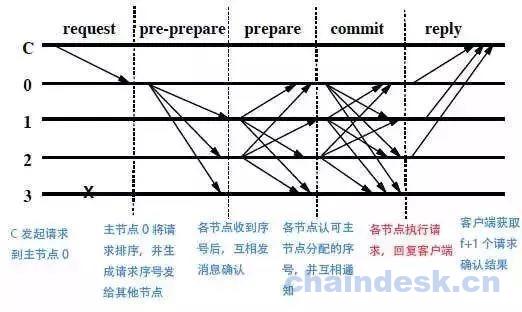 request pre-prepare prepare commit reply
C
0
1
2
3 X
C 发起请求
到主节点 0
主节点 0 将请
求排序，并生
成请求序号发
给其他节点
各节点收到序
号后，互相发
消息确认
各节点认可主
节点分配的序
号，并互相通
知
各节点执行请
求，回复客户端
客户端获取
f+1 个请求
确认结果
chaindesk.cn